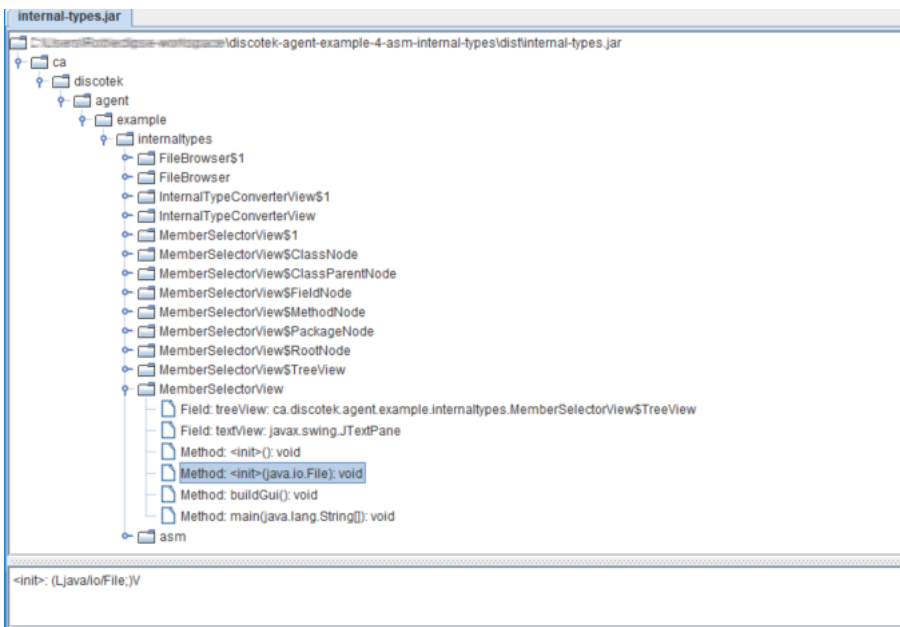 internal-types.jar
\discotek-agent-example-4-asm-internal-types\dist\internal-types.jar
ca
discotek
agent
example
internaltypes
FileBrowser$1
FileBrowser
InternalTypeConverterView$1
InternalTypeConverterView
MemberSelectorView$1
MemberSelectorView$ClassNode
MemberSelectorView$ClassParentNode
MemberSelectorView$FieldNode
MemberSelectorView$MethodNode
MemberSelectorView$PackageNode
MemberSelectorView$RootNode
MemberSelectorView$TreeView
MemberSelectorView
Field: treeView: ca.discotek.agent.example.internaltypes.MemberSelectorView$TreeView
Field: textView: javax.swing.JTextPane
Method: <init>(): void
Method: <init>(java.io.File): void
Method: buildGui(): void
Method: main(java.lang.String[]): void
asm
<init>: (Ljava/io/File;)V